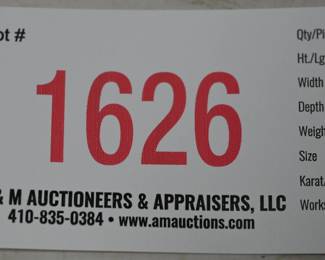 ot #
1626
& M AUCTIONEERS & APPRAISERS, LLC
410-835-0384 • www.amauctions.com
Qty/Pi
Ht./Lg
Width
Depth
Weigh
Size
Karat/
Works